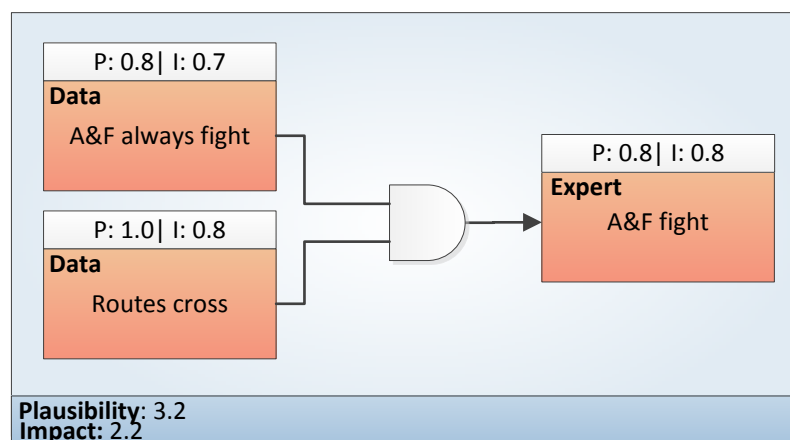 P: 0.8| I: 0.7
Data
A&F always fight
P: 1.0| I: 0.8
Data
Routes cross
P: 0.8| I: 0.8
Expert
A&F fight
Plausibility: 3.2
Impact: 2.2